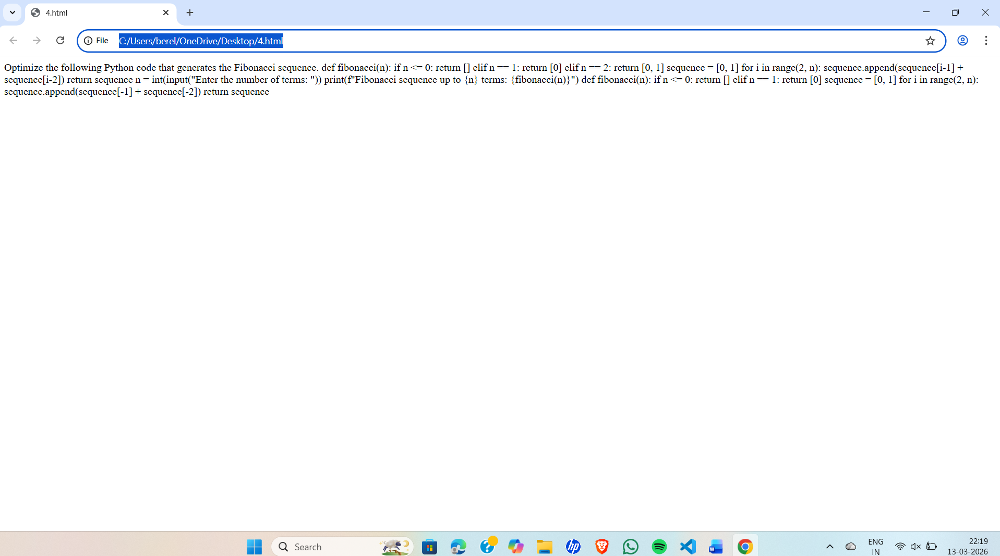 4.html
File
C:/Users/berel/OneDrive/Desktop/4.html
Optimize the following Python code that generates the Fibonacci sequence. def fibonacci(n): if n <= 0: return [] elif n == 1: return [0] elif n == 2: return [0, 1] sequence = [0, 1] for i in range(2, n): sequence.append(sequence[i-1] +
sequence[i-2]) return sequence n = int(input("Enter the number of terms: ")) print(f"Fibonacci sequence up to {n} terms: {fibonacci(n)}") def fibonacci(n): if n <= 0: return [] elif n == 1: return [0] sequence = [0, 1] for i in range(2, n):
sequence.append(sequence[-1] + sequence[-2]) return sequence
Search
hp
W
ENG
IN
22:19
13-03-2026